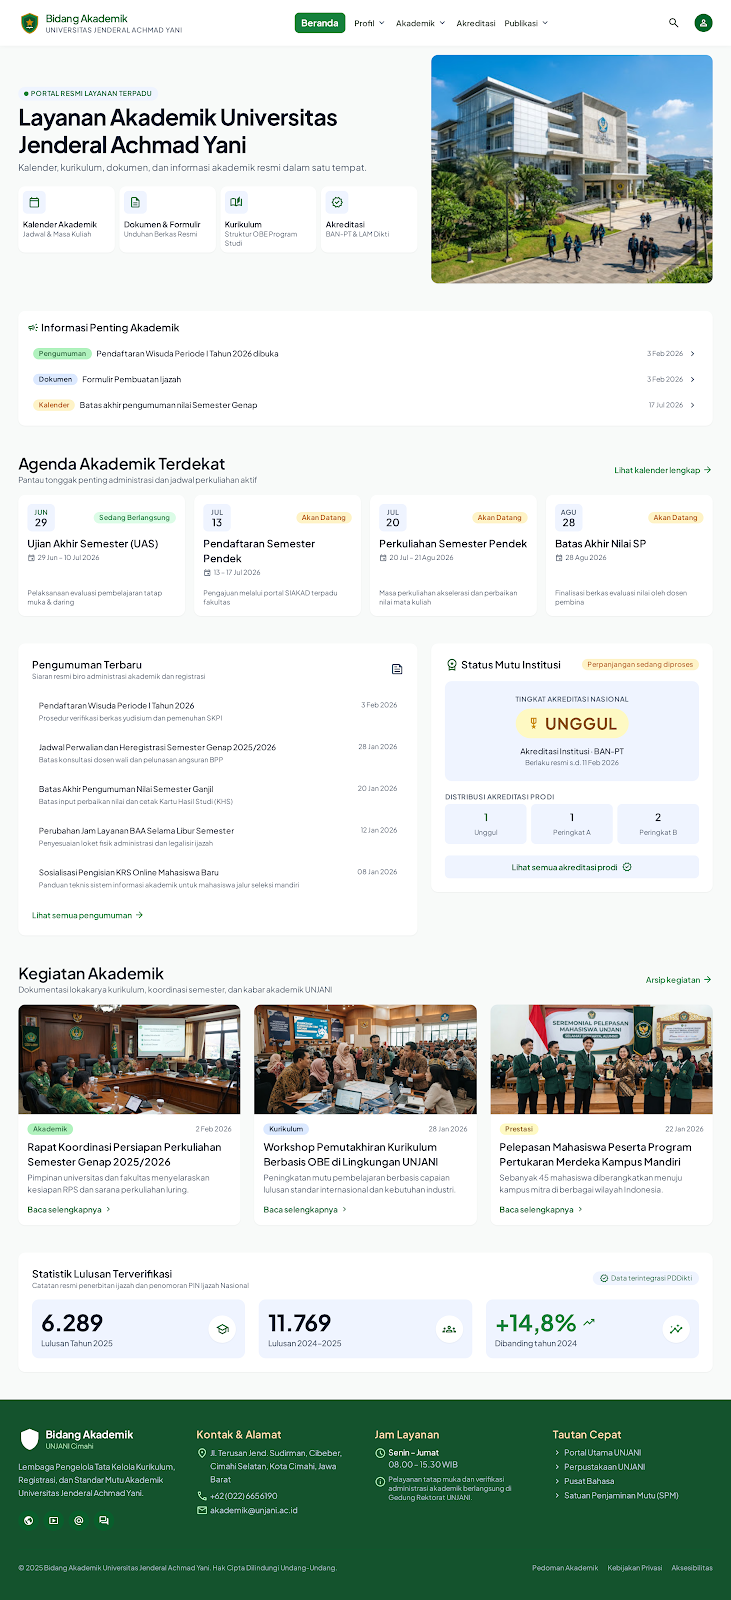 Bidang Akademik
UNIVERSITAS JENDERAL ACHMAD YANI
Beranda
Profil
Akademik
Akreditasi
Publikasi
PORTAL RESMI LAYANAN TERPADU
Layanan Akademik Universitas
Jenderal Achmad Yani
Kalender, kurikulum, dokumen, dan informasi akademik resmi dalam satu tempat.
Kalender Akademik
Jadwal & Masa Kuliah
Dokumen & Formulir
Unduhan Berkas Resmi
Kurikulum
Struktur OBE Program
Studi
Akreditasi
BAN-PT & LAM Dikti
Informasi Penting Akademik
Pengumuman Pendaftaran Wisuda Periode I Tahun 2026 dibuka 3 Feb 2026
Dokumen Formulir Pembuatan Ijazah 3 Feb 2026
Kalender Batas akhir pengumuman nilai Semester Genap 17 Jul 2026
Agenda Akademik Terdekat
Pantau tonggak penting administrasi dan jadwal perkuliahan aktif
Lihat kalender lengkap
JUN
29
Sedang Berlangsung
Ujian Akhir Semester (UAS)
29 Jun – 10 Jul 2026
Pelaksanaan evaluasi pembelajaran tatap
muka & daring
JUL
13
Akan Datang
Pendaftaran Semester
Pendek
13 – 17 Jul 2026
Pengajuan melalui portal SIAKAD terpadu
fakultas
JUL
20
Akan Datang
Perkuliahan Semester Pendek
20 Jul – 21 Agu 2026
Masa perkuliahan akselerasi dan perbaikan
nilai mata kuliah
AGU
28
Akan Datang
Batas Akhir Nilai SP
28 Agu 2026
Finalisasi berkas evaluasi nilai oleh dosen
pembina
Pengumuman Terbaru
Siaran resmi biro administrasi akademik dan registrasi
Pendaftaran Wisuda Periode I Tahun 2026 3 Feb 2026
Prosedur verifikasi berkas yudisium dan pemenuhan SKPI
Jadwal Perwalian dan Heregistrasi Semester Genap 2025/2026 28 Jan 2026
Batas konsultasi dosen wali dan pelunasan angsuran BPP
Batas Akhir Pengumuman Nilai Semester Ganjil 20 Jan 2026
Batas input perbaikan nilai dan cetak Kartu Hasil Studi (KHS)
Perubahan Jam Layanan BAA Selama Libur Semester 12 Jan 2026
Penyesuaian loket fisik administrasi dan legalisir ijazah
Sosialisasi Pengisian KRS Online Mahasiswa Baru 08 Jan 2026
Panduan teknis sistem informasi akademik untuk mahasiswa jalur seleksi mandiri
Lihat semua pengumuman
Status Mutu Institusi
Perpanjangan sedang diproses
TINGKAT AKREDITASI NASIONAL
UNGGUL
Akreditasi Institusi · BAN-PT
Berlaku resmi s.d. 11 Feb 2026
DISTRIBUSI AKREDITASI PRODI
1
Unggul
1
Peringkat A
2
Peringkat B
Lihat semua akreditasi prodi
Kegiatan Akademik
Dokumentasi lokakarya kurikulum, koordinasi semester, dan kabar akademik UNJANI
Arsip kegiatan
SEREMONIAL PELEPASAN
MAHASISWA UNJANI
Akademik 2 Feb 2026
Rapat Koordinasi Persiapan Perkuliahan
Semester Genap 2025/2026
Pimpinan universitas dan fakultas menyelaraskan
kesiapan RPS dan sarana perkuliahan luring.
Baca selengkapnya
Kurikulum 28 Jan 2026
Workshop Pemutakhiran Kurikulum
Berbasis OBE di Lingkungan UNJANI
Peningkatan mutu pembelajaran berbasis capaian
lulusan standar internasional dan kebutuhan industri.
Baca selengkapnya
Prestasi 22 Jan 2026
Pelepasan Mahasiswa Peserta Program
Pertukaran Merdeka Kampus Mandiri
Sebanyak 45 mahasiswa diberangkatkan menuju
kampus mitra di berbagai wilayah Indonesia.
Baca selengkapnya
Statistik Lulusan Terverifikasi
Catatan resmi penerbitan ijazah dan penomoran PIN Ijazah Nasional
Data terintegrasi PDDikti
6.289
Lulusan Tahun 2025
11.769
Lulusan 2024–2025
+14,8%
Dibanding tahun 2024
Bidang Akademik
UNJANI Cimahi
Lembaga Pengelola Tata Kelola Kurikulum,
Registrasi, dan Standar Mutu Akademik
Universitas Jenderal Achmad Yani.
Kontak & Alamat
Jl. Terusan Jend. Sudirman, Cibeber,
Cimahi Selatan, Kota Cimahi, Jawa
Barat
+62 (022) 6656190
akademik@unjani.ac.id
Jam Layanan
Senin – Jumat
08.00 – 15.30 WIB
Pelayanan tatap muka dan verifikasi
administrasi akademik berlangsung di
Gedung Rektorat UNJANI.
Tautan Cepat
Portal Utama UNJANI
Perpustakaan UNJANI
Pusat Bahasa
Satuan Penjaminan Mutu (SPM)
© 2025 Bidang Akademik Universitas Jenderal Achmad Yani. Hak Cipta Dilindungi Undang-Undang.
Pedoman Akademik
Kebijakan Privasi
Aksesibilitas